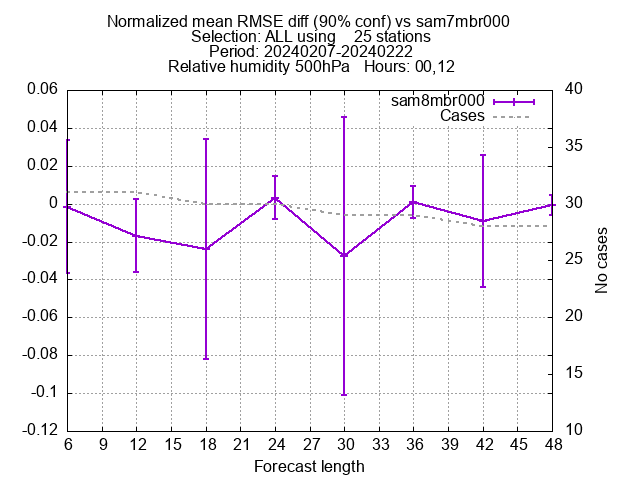 Normalized mean RMSE diff (90% conf) vs sam7mbr000
Selection: ALL using    25 stations
Period: 20240207-20240222
Relative humidity 500hPa   Hours: 00,12
sam8mbr000
Cases
0.06
0.04
0.02
0
-0.02
-0.04
-0.06
-0.08
-0.1
-0.12
40
35
30
25
20
15
10
No cases
6 9 12 15 18 21 24 27 30 33 36 39 42 45 48
Forecast length